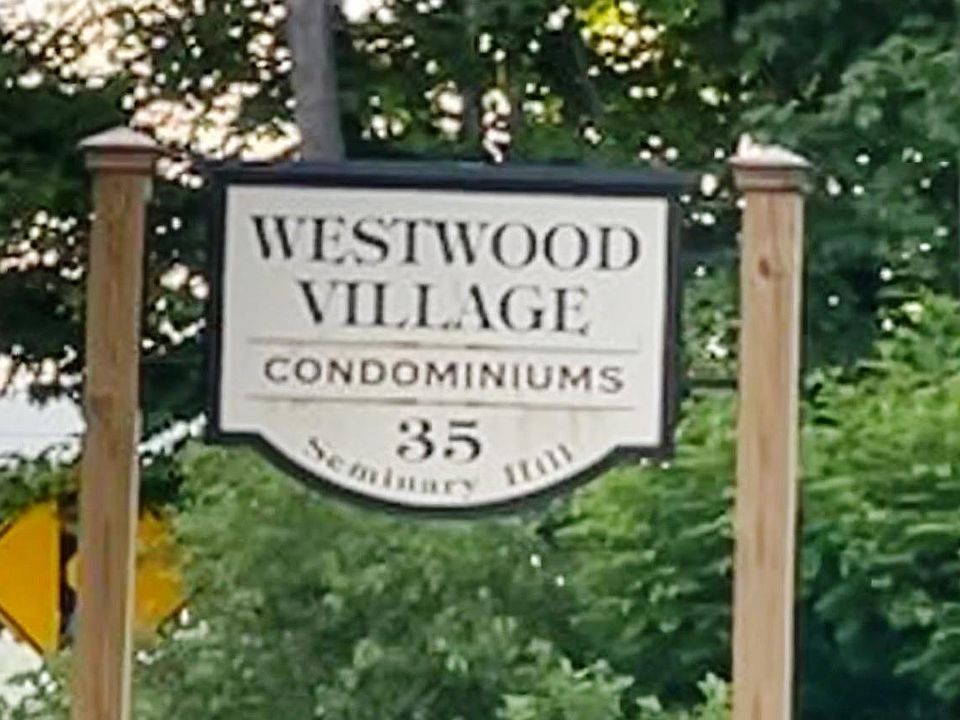 WESTWOOD
VILLAGE
CONDOMINIUMS
35
Seminary Hill